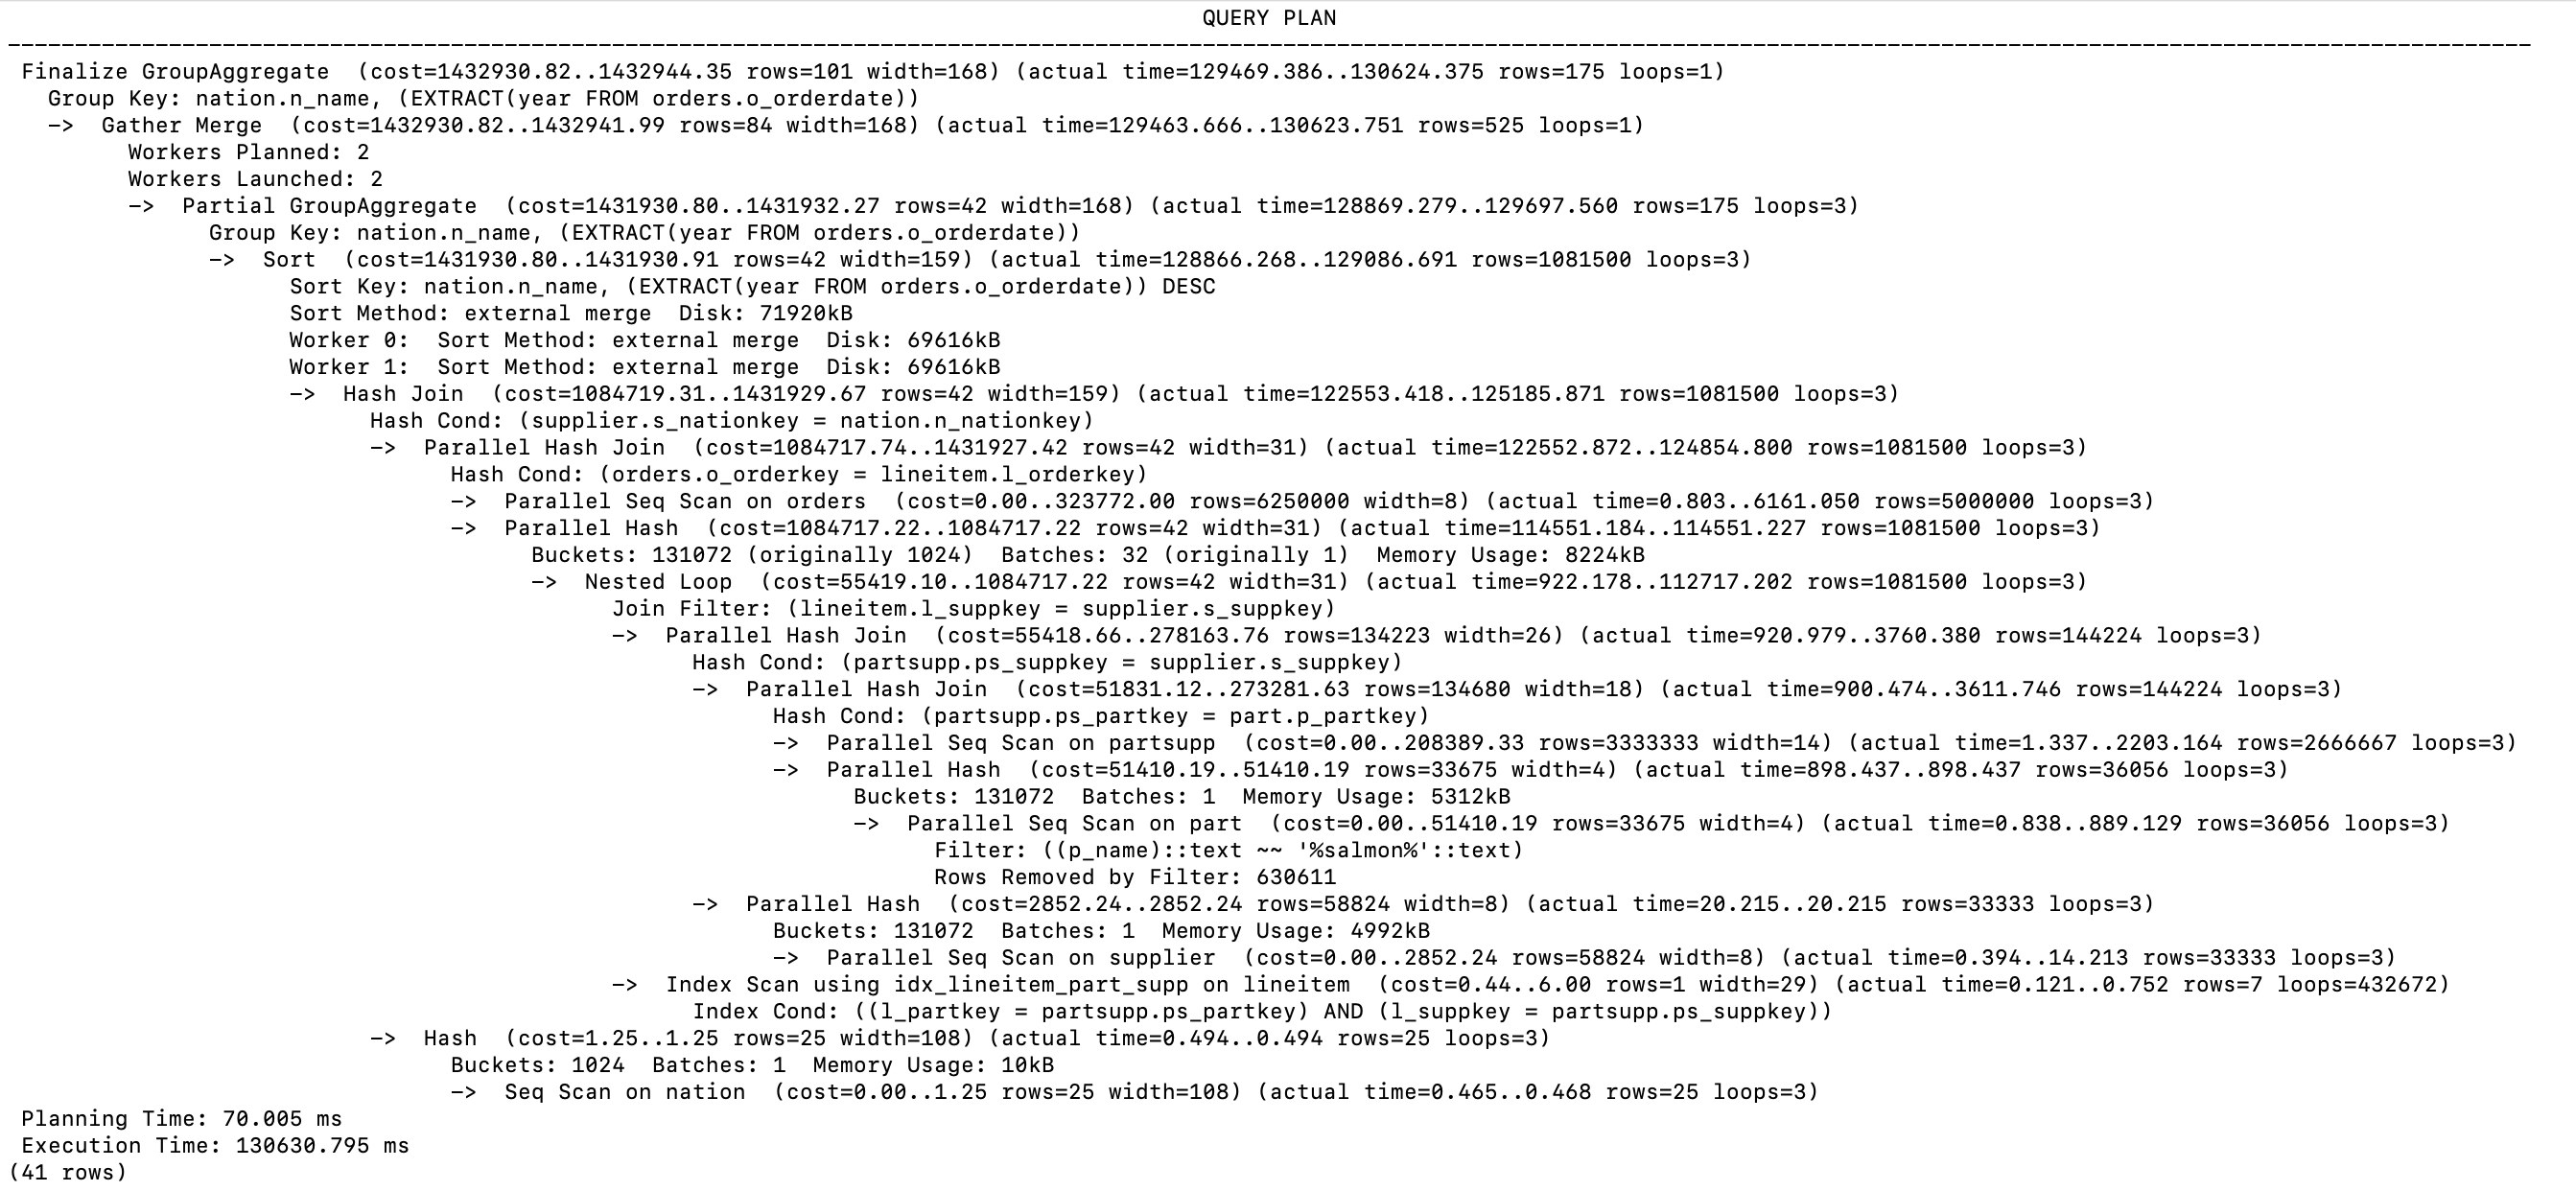 QUERY PLAN
------------------------------------------------------------------------------------------------------------------------------------------------------------------------------------------------
Finalize GroupAggregate  (cost=1432930.82..1432944.35 rows=101 width=168) (actual time=129469.386..130624.375 rows=175 loops=1)
Group Key: nation.n_name, (EXTRACT(year FROM orders.o_orderdate))
->  Gather Merge  (cost=1432930.82..1432941.99 rows=84 width=168) (actual time=129463.666..130623.751 rows=525 loops=1)
Workers Planned: 2
Workers Launched: 2
->  Partial GroupAggregate  (cost=1431930.80..1431932.27 rows=42 width=168) (actual time=128869.279..129697.560 rows=175 loops=3)
Group Key: nation.n_name, (EXTRACT(year FROM orders.o_orderdate))
->  Sort  (cost=1431930.80..1431930.91 rows=42 width=159) (actual time=128866.268..129086.691 rows=1081500 loops=3)
Sort Key: nation.n_name, (EXTRACT(year FROM orders.o_orderdate)) DESC
Sort Method: external merge  Disk: 71920kB
Worker 0:  Sort Method: external merge  Disk: 69616kB
Worker 1:  Sort Method: external merge  Disk: 69616kB
->  Hash Join  (cost=1084719.31..1431929.67 rows=42 width=159) (actual time=122553.418..125185.871 rows=1081500 loops=3)
Hash Cond: (supplier.s_nationkey = nation.n_nationkey)
->  Parallel Hash Join  (cost=1084717.74..1431927.42 rows=42 width=31) (actual time=122552.872..124854.800 rows=1081500 loops=3)
Hash Cond: (orders.o_orderkey = lineitem.l_orderkey)
->  Parallel Seq Scan on orders  (cost=0.00..323772.00 rows=6250000 width=8) (actual time=0.803..6161.050 rows=5000000 loops=3)
->  Parallel Hash  (cost=1084717.22..1084717.22 rows=42 width=31) (actual time=114551.184..114551.227 rows=1081500 loops=3)
Buckets: 131072 (originally 1024)  Batches: 32 (originally 1)  Memory Usage: 8224kB
->  Nested Loop  (cost=55419.10..1084717.22 rows=42 width=31) (actual time=922.178..112717.202 rows=1081500 loops=3)
Join Filter: (lineitem.l_suppkey = supplier.s_suppkey)
->  Parallel Hash Join  (cost=55418.66..278163.76 rows=134223 width=26) (actual time=920.979..3760.380 rows=144224 loops=3)
Hash Cond: (partsupp.ps_suppkey = supplier.s_suppkey)
->  Parallel Hash Join  (cost=51831.12..273281.63 rows=134680 width=18) (actual time=900.474..3611.746 rows=144224 loops=3)
Hash Cond: (partsupp.ps_partkey = part.p_partkey)
->  Parallel Seq Scan on partsupp  (cost=0.00..208389.33 rows=3333333 width=14) (actual time=1.337..2203.164 rows=2666667 loops=3)
->  Parallel Hash  (cost=51410.19..51410.19 rows=33675 width=4) (actual time=898.437..898.437 rows=36056 loops=3)
Buckets: 131072  Batches: 1  Memory Usage: 5312kB
->  Parallel Seq Scan on part  (cost=0.00..51410.19 rows=33675 width=4) (actual time=0.838..889.129 rows=36056 loops=3)
Filter: ((p_name)::text ~~ '%salmon%'::text)
Rows Removed by Filter: 630611
->  Parallel Hash  (cost=2852.24..2852.24 rows=58824 width=8) (actual time=20.215..20.215 rows=33333 loops=3)
Buckets: 131072  Batches: 1  Memory Usage: 4992kB
->  Parallel Seq Scan on supplier  (cost=0.00..2852.24 rows=58824 width=8) (actual time=0.394..14.213 rows=33333 loops=3)
->  Index Scan using idx_lineitem_part_supp on lineitem  (cost=0.44..6.00 rows=1 width=29) (actual time=0.121..0.752 rows=7 loops=432672)
Index Cond: ((l_partkey = partsupp.ps_partkey) AND (l_suppkey = partsupp.ps_suppkey))
->  Hash  (cost=1.25..1.25 rows=25 width=108) (actual time=0.494..0.494 rows=25 loops=3)
Buckets: 1024  Batches: 1  Memory Usage: 10kB
->  Seq Scan on nation  (cost=0.00..1.25 rows=25 width=108) (actual time=0.465..0.468 rows=25 loops=3)
Planning Time: 70.005 ms
Execution Time: 130630.795 ms
(41 rows)